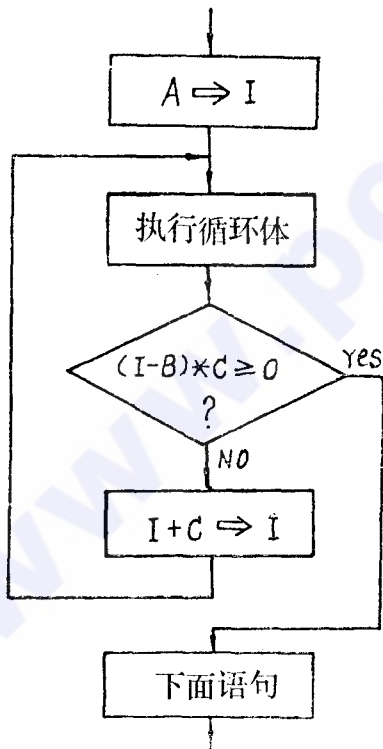 A ⇒ I
执行循环体
(I-B)*C≥0
?
yes
NO
I+C ⇒ I
下面语句